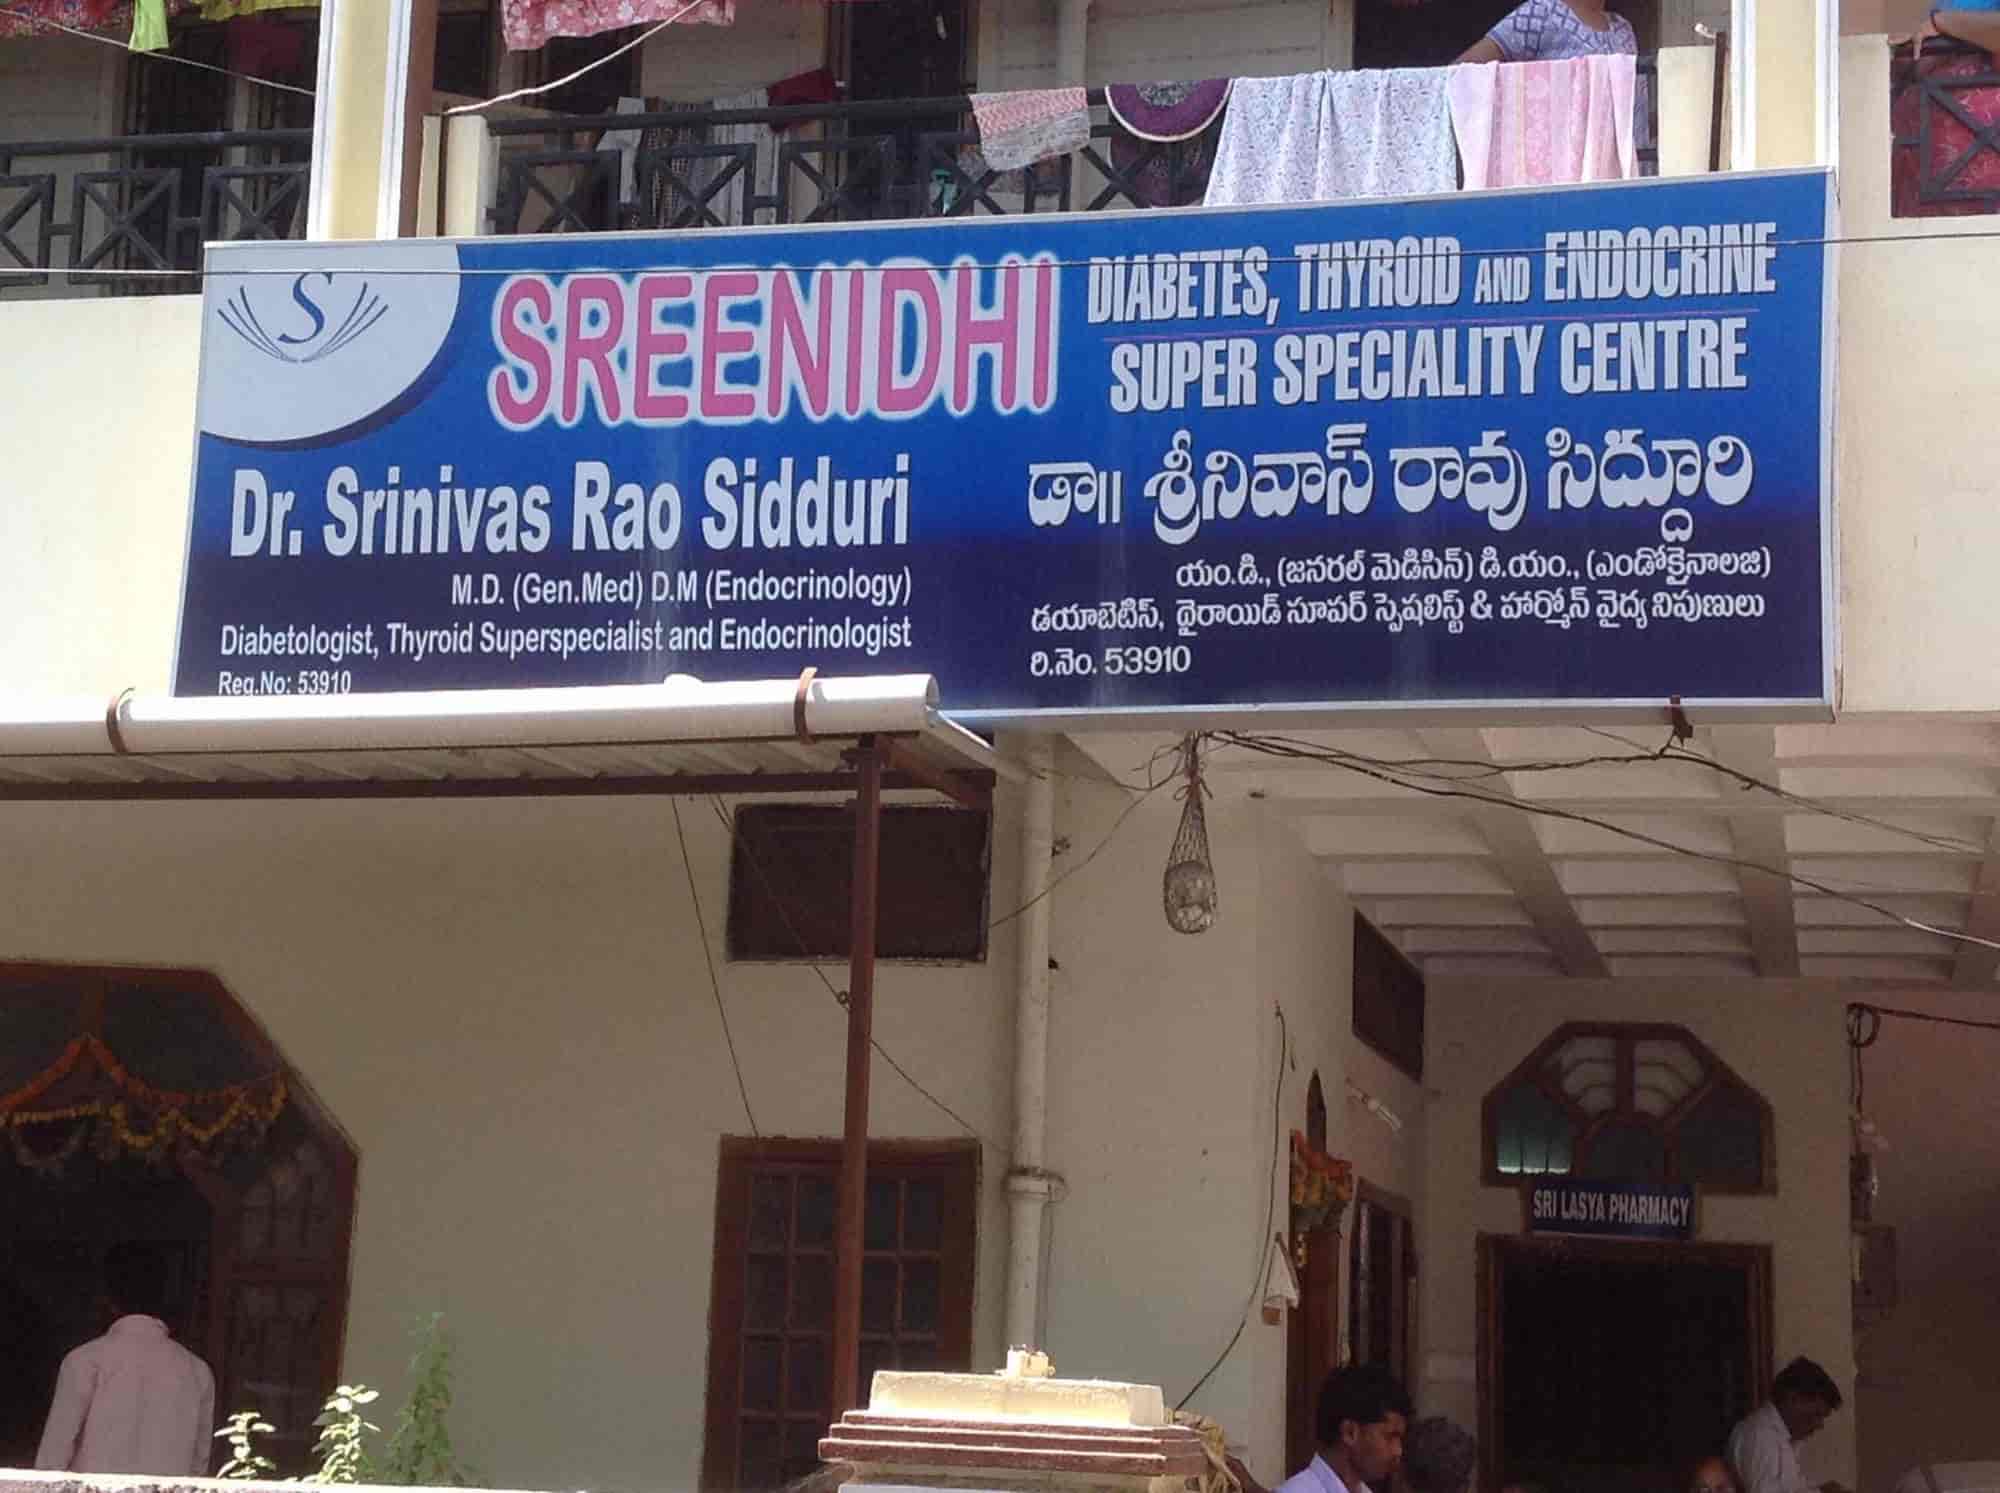 S
SREENIDHI
DIABETES, THYROID AND ENDOCRINE
SUPER SPECIALITY CENTRE
Dr. Srinivas Rao Sidduri
M.D. (Gen.Med) D.M (Endocrinology)
Diabetologist, Thyroid Superspecialist and Endocrinologist
Reg.No: 53910
డా॥ శ్రీనివాస్ రావు సిద్దూరి
యం.డి., (జనరల్ మెడిసిన్) డి.యం., (ఎండోక్రైనాలజి)
డయాబెటిస్, థైరాయిడ్ సూపర్ స్పెషలిస్ట్ & హార్మోన్ వైద్య నిపుణులు
రి.నెం. 53910
SRI LASYA PHARMACY